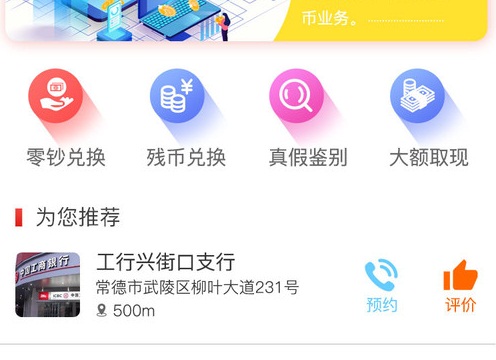 币业务。
零钞兑换 残币兑换 真假鉴别 大额取现
为您推荐
中国工商银行
工行兴街口支行
常德市武陵区柳叶大道231号
500m
预约 评价